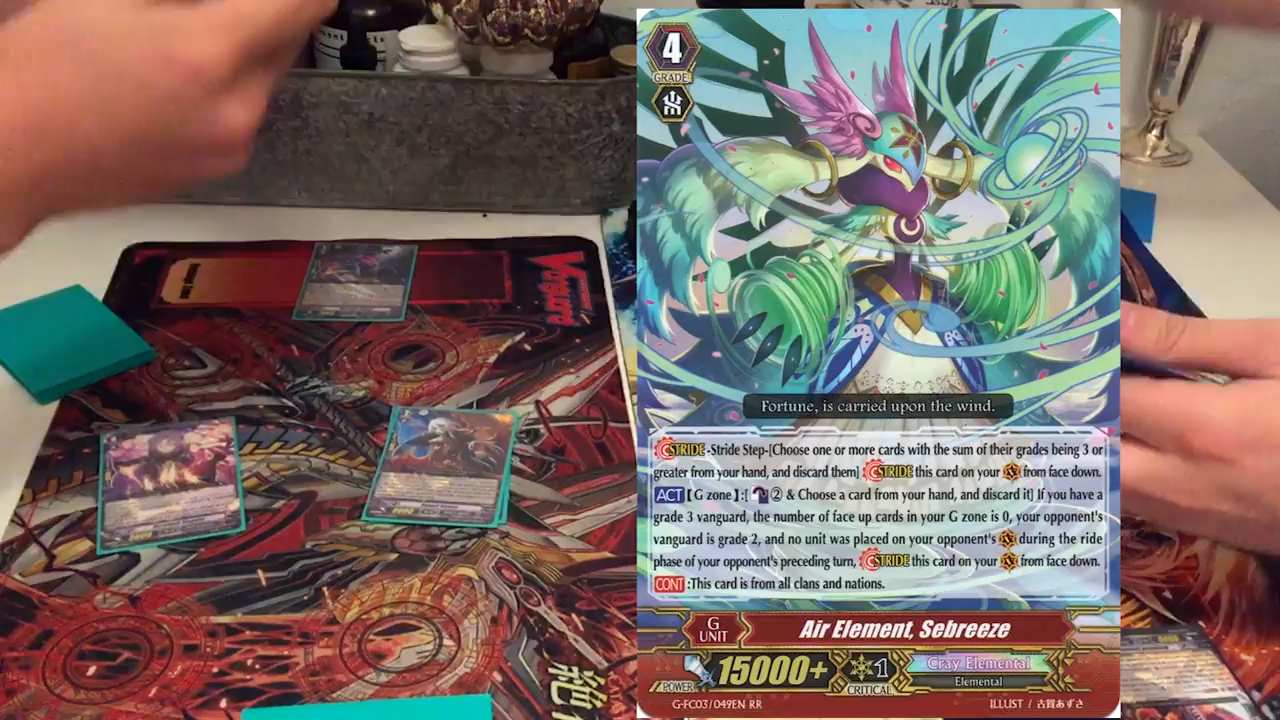 4
GRADE
Fortune, is carried upon the wind.
STRIDE-Stride Step-[Choose one or more cards with the sum of their grades being 3 or
greater from your hand, and discard them] STRIDE this card on your from face down.
ACT【G zone】:[② & Choose a card from your hand, and discard it] If you have a
grade 3 vanguard, the number of face up cards in your G zone is 0, your opponent's
vanguard is grade 2, and no unit was placed on your opponent's during the ride
phase of your opponent's preceding turn, STRIDE this card on your from face down.
CONT:This card is from all clans and nations.
G
UNIT
Air Element, Sebreeze
POWER
15000+
1
CRITICAL
Cray Elemental
Elemental
G-FC03/049EN RR
ILLUST / 古賀あずさ